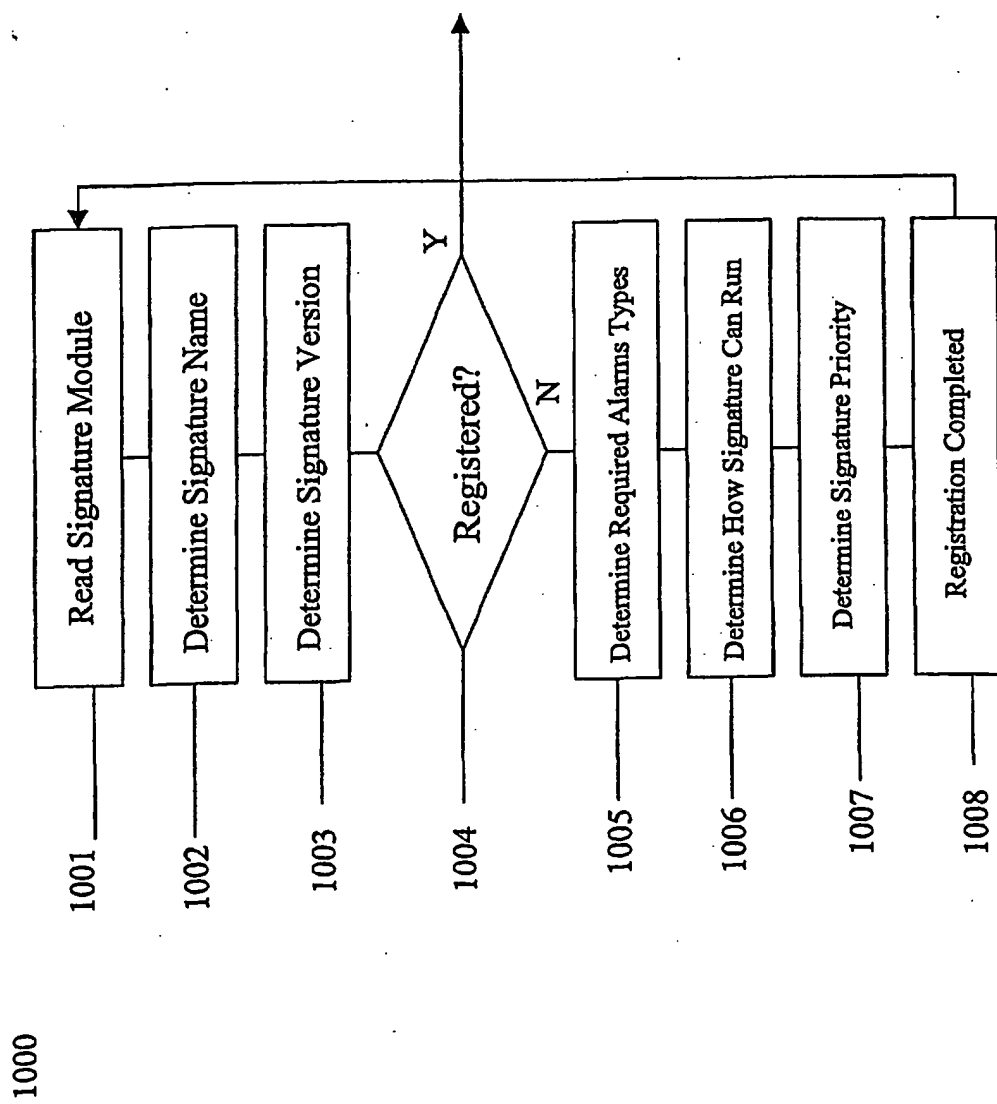 1000
1001
Read Signature Module
1002
Determine Signature Name
1003
Determine Signature Version
1004
Registered?
Y
N
1005
Determine Required Alarms Types
1006
Determine How Signature Can Run
1007
Determine Signature Priority
1008
Registration Completed